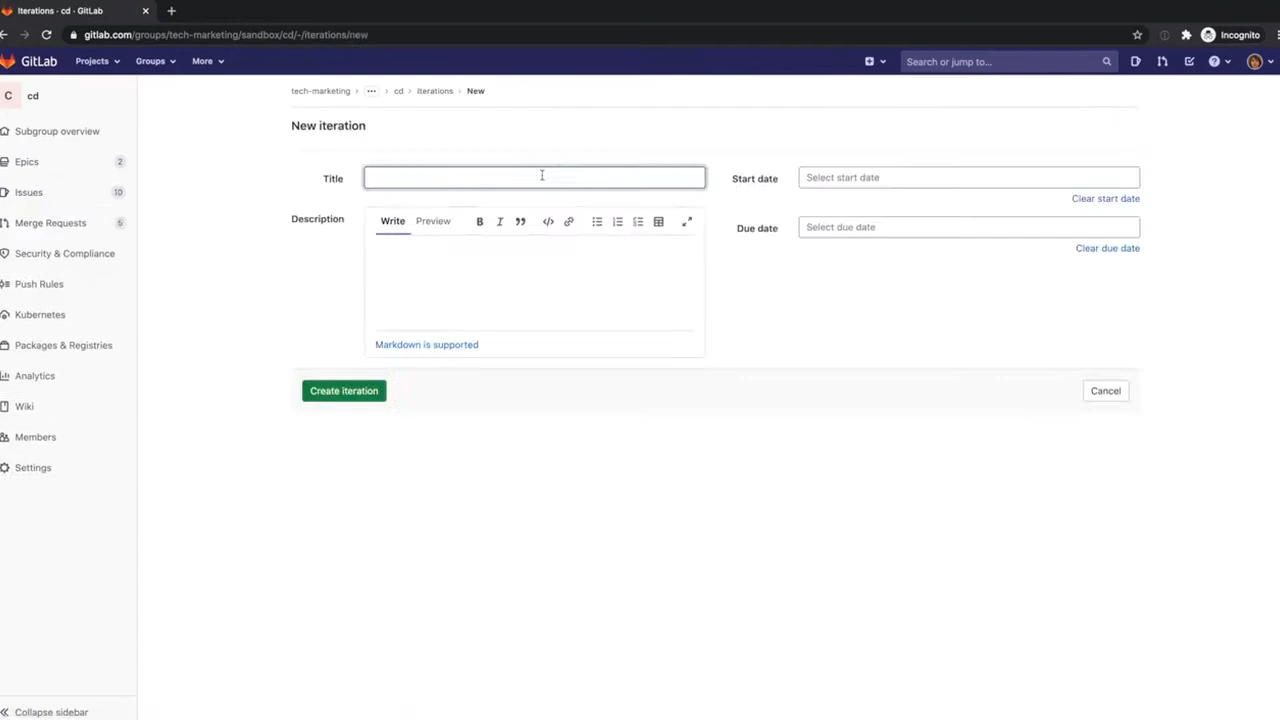 Iterations · cd · GitLab
gitlab.com/groups/tech-marketing/sandbox/cd/-/iterations/new
Incognito
GitLab
Projects
Groups
More
Search or jump to...
C
cd
tech-marketing > ... > cd > Iterations > New
Subgroup overview
New iteration
Epics 2
Title
Start date
Select start date
Issues 10
Clear start date
Description
Write
Preview
B
I
Merge Requests 5
Due date
Select due date
Clear due date
Security & Compliance
Push Rules
Kubernetes
Packages & Registries
Markdown is supported
Analytics
Create iteration
Cancel
Wiki
Members
Settings
Collapse sidebar